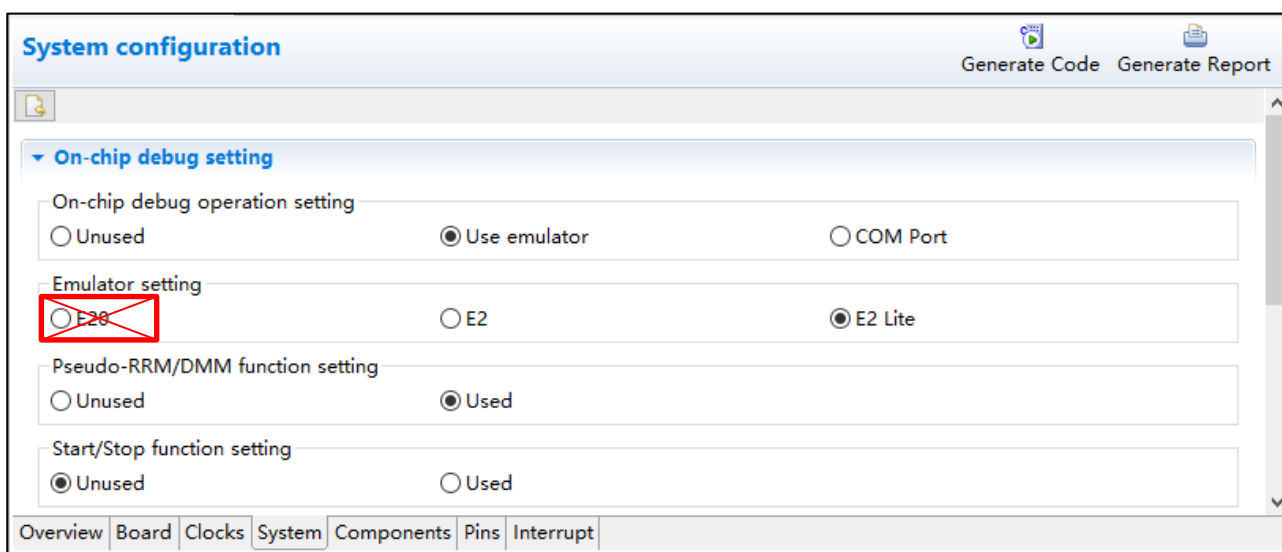 System configuration
Generate Code Generate Report
On-chip debug setting
On-chip debug operation setting
Unused Use emulator COM Port
Emulator setting
E20 E2 E2 Lite
Pseudo-RRM/DMM function setting
Unused Used
Start/Stop function setting
Unused Used
Overview Board Clocks System Components Pins Interrupt